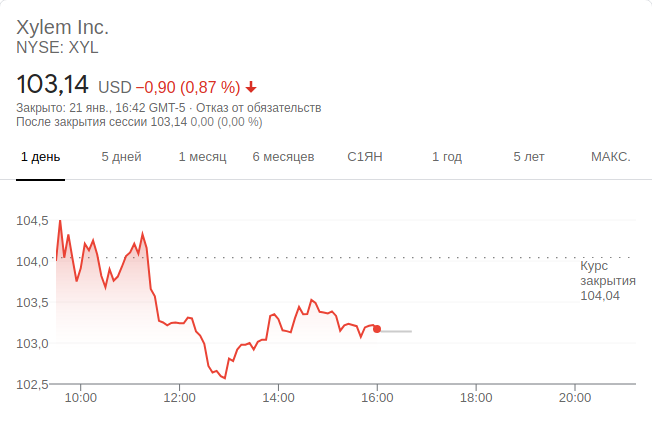 Xylem Inc.
NYSE: XYL
103,14 USD −0,90 (0,87 %)
Закрыто: 21 янв., 16:42 GMT-5 · Отказ от обязательств
После закрытия сессии 103,14 0,00 (0,00 %)
1 день 5 дней 1 месяц 6 месяцев С1ЯН 1 год 5 лет МАКС.
104,5
104,0
103,5
103,0
102,5
Курс
закрытия
104,04
10:00 12:00 14:00 16:00 18:00 20:00